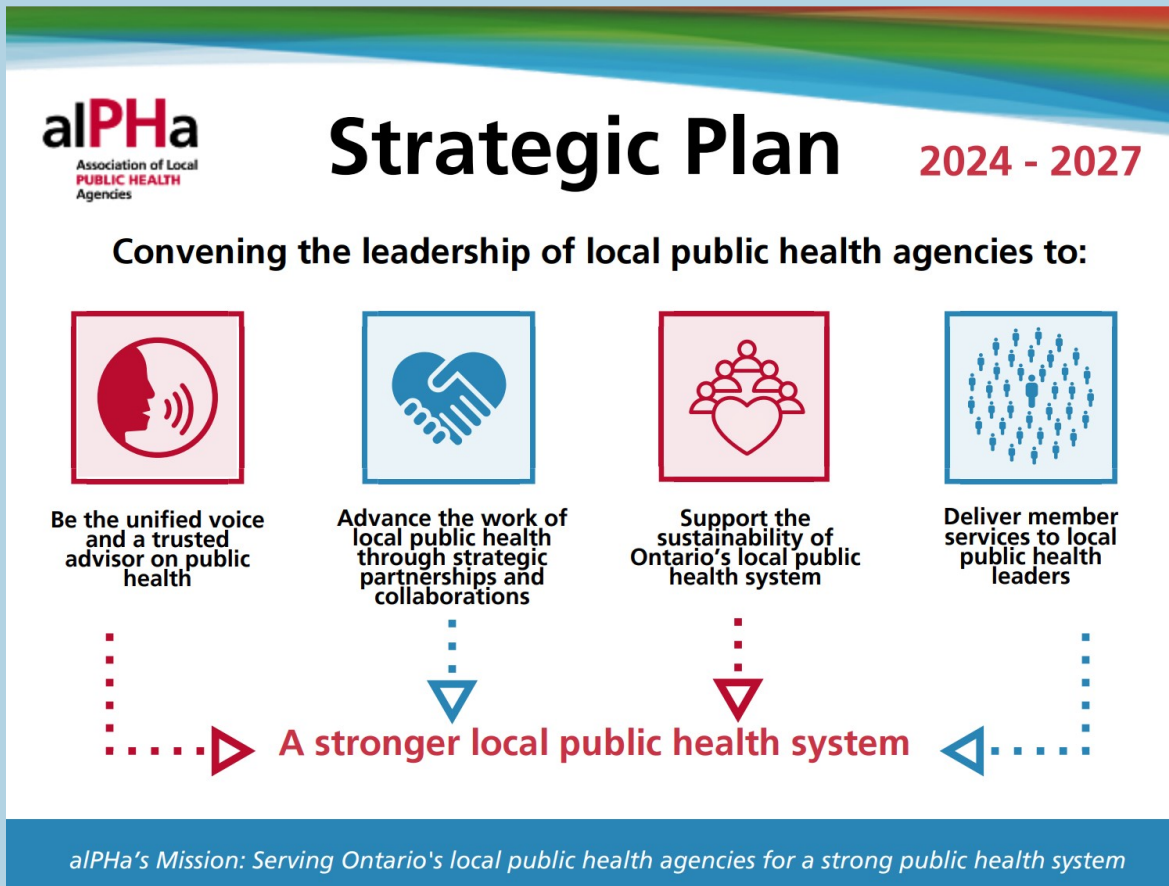 alPHa
Association of Local
PUBLIC HEALTH
Agencies
Strategic Plan
2024 - 2027
Convening the leadership of local public health agencies to:
Be the unified voice
and a trusted
advisor on public
health
Advance the work of
local public health
through strategic
partnerships and
collaborations
Support the
sustainability of
Ontario's local public
health system
Deliver member
services to local
public health
leaders
A stronger local public health system
alPHa's Mission: Serving Ontario's local public health agencies for a strong public health system